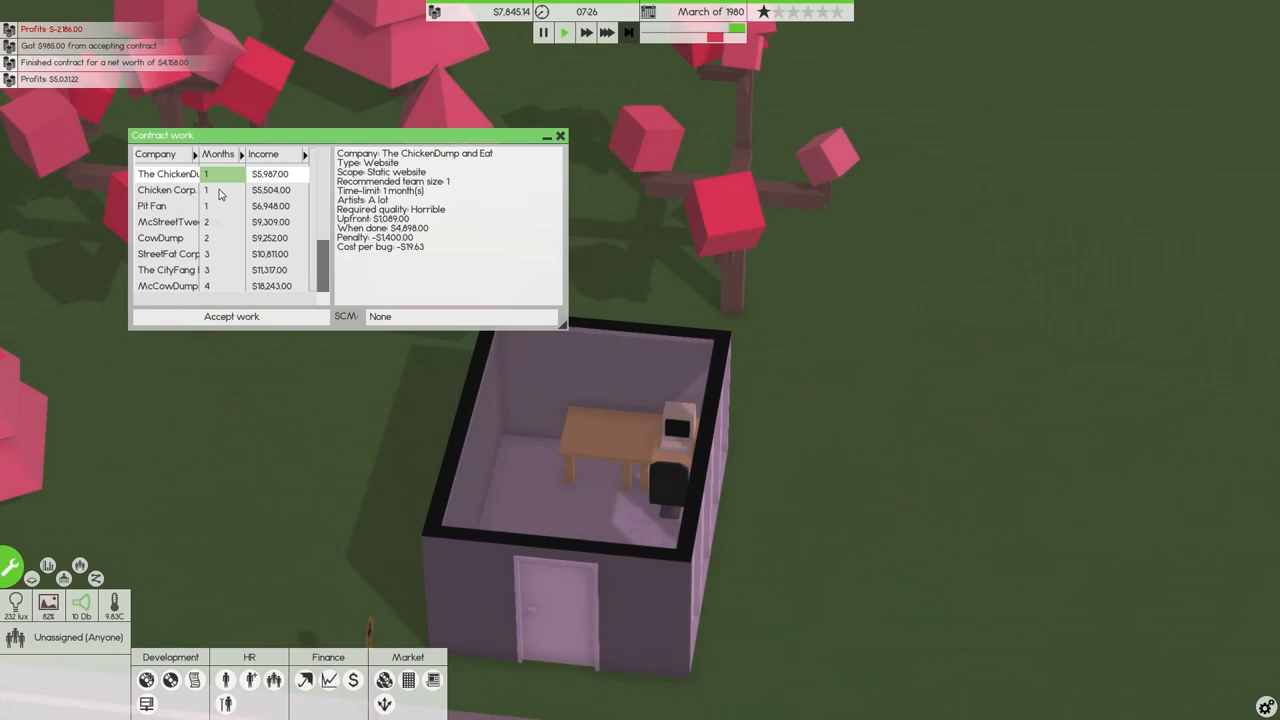 $7,845.14 07:26 March of 1980
Profits: $-2,186.00
Got $985.00 from accepting contract
Finished contract for a net worth of $4,158.00
Profits: $5,031.22
Contract work
Company Months Income
The ChickenDu 1 $5,987.00
Chicken Corp. 1 $5,504.00
Pit Fan 1 $6,948.00
McStreetTwe 2 $9,309.00
CowDump 2 $9,252.00
StreetFat Corp 3 $10,811.00
The CityFang 3 $11,317.00
McCowDump 4 $18,243.00
Accept work
Company: The ChickenDump and Eat
Type: Website
Scope: Static website
Recommended team size: 1
Time-limit: 1 month(s)
Artists: A lot
Required quality: Horrible
Upfront: $1,089.00
When done: $4,898.00
Penalty: -$1,400.00
Cost per bug: -$19.63
SCM: None
232 lux 82% 10 Db 9.83C
Unassigned (Anyone)
Development HR Finance Market